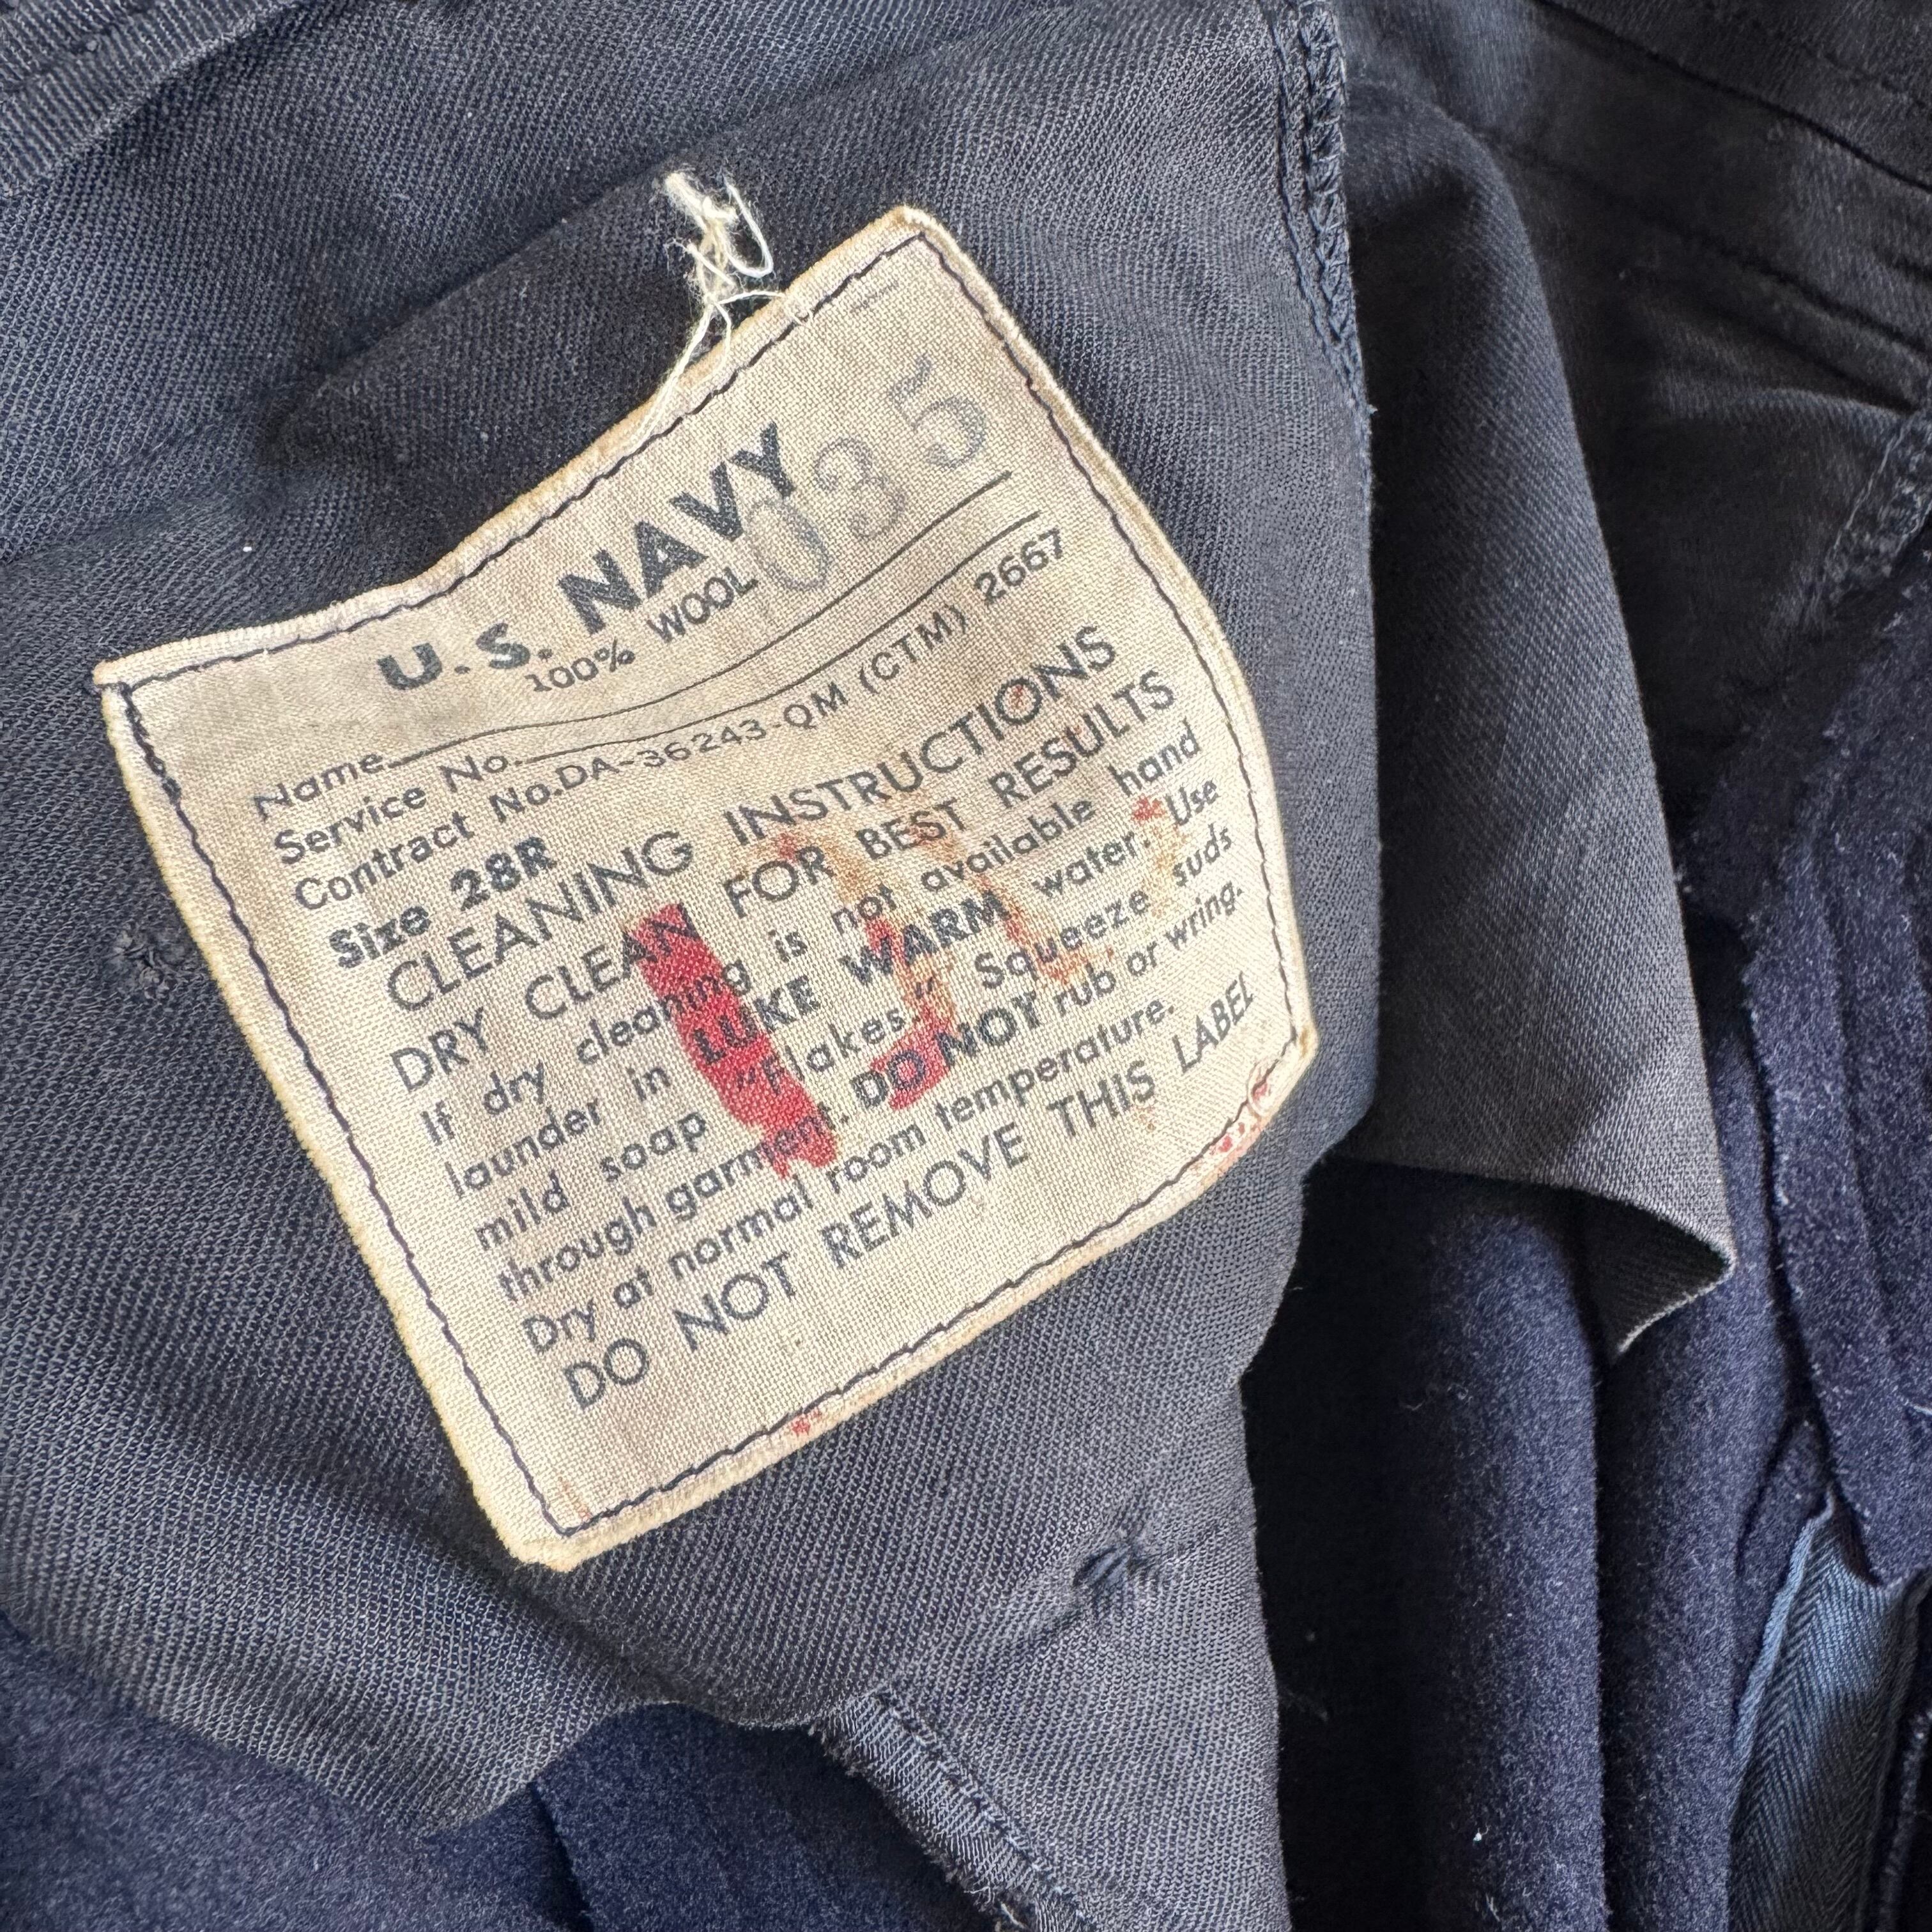 U.S. NAVY 035
100% WOOL
Name
Service No.
Contract No.DA-36243-QM (CTM) 2667
Size 28R
CLEANING INSTRUCTIONS
DRY CLEAN FOR BEST RESULTS
If dry cleaning is not available hand
launder in LUKE WARM water. Use
mild soap "Flakes." Squeeze suds
through garment. DO NOT rub or wring.
Dry at normal room temperature.
DO NOT REMOVE THIS LABEL